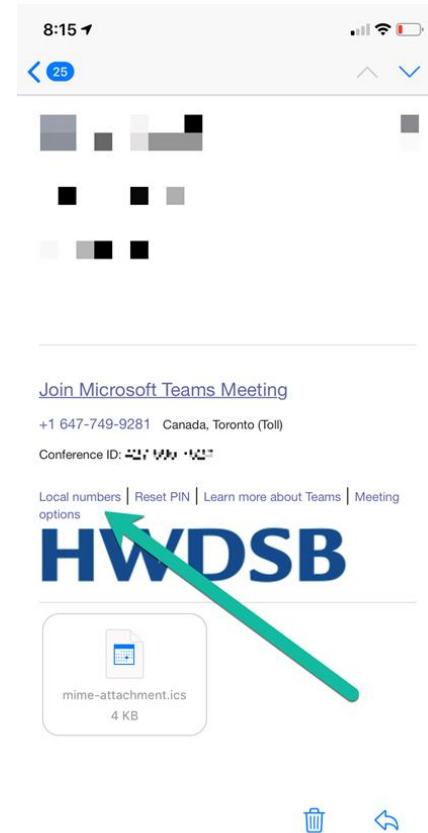 8:15
25
Join Microsoft Teams Meeting
+1 647-749-9281 Canada, Toronto (Toll)
Conference ID:
Local numbers | Reset PIN | Learn more about Teams | Meeting
options
HWDSB
mime-attachment.ics
4 KB